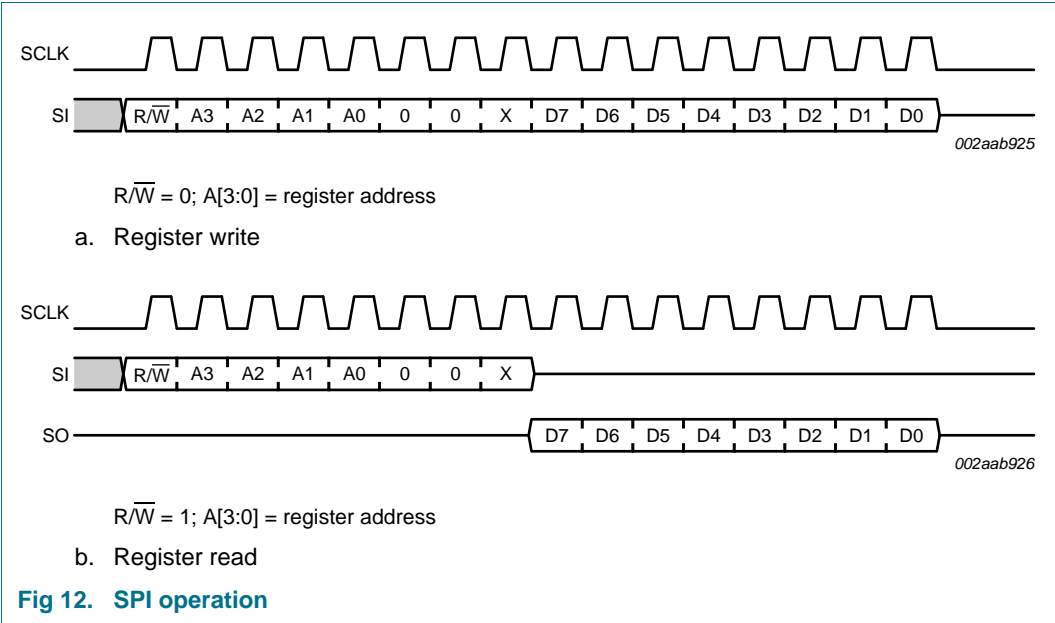 SCLK
SI R/W̅ A3 A2 A1 A0 0 0 X D7 D6 D5 D4 D3 D2 D1 D0
002aab925
R/W̅ = 0; A[3:0] = register address
a. Register write
SCLK
SI R/W̅ A3 A2 A1 A0 0 0 X
SO D7 D6 D5 D4 D3 D2 D1 D0
002aab926
R/W̅ = 1; A[3:0] = register address
b. Register read
Fig 12. SPI operation